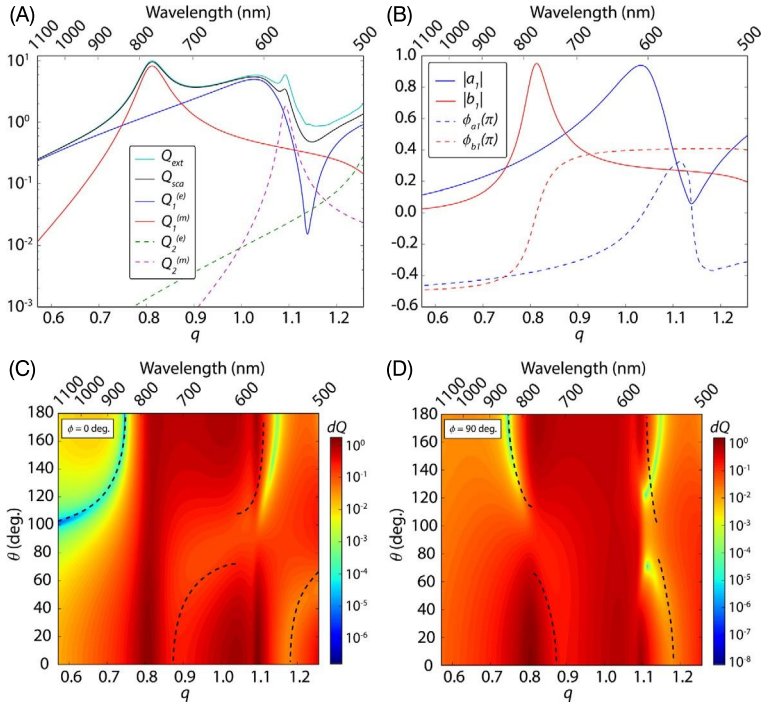 (A)
Wavelength (nm)
1100 1000 900 800 700 600 500
10^1
10^0
10^-1
10^-2
10^-3
Q_ext
Q_sca
Q_1^(e)
Q_1^(m)
Q_2^(e)
Q_2^(m)
0.6 0.7 0.8 0.9 1.0 1.1 1.2
q
(B)
Wavelength (nm)
1100 1000 900 800 700 600 500
1.0
0.8
0.6
0.4
0.2
0.0
-0.2
-0.4
-0.6
|a_1|
|b_1|
ϕ_a1(π)
ϕ_b1(π)
0.6 0.7 0.8 0.9 1.0 1.1 1.2
q
(C)
Wavelength (nm)
1100 1000 900 800 700 600 500
ϕ = 0 deg.
θ (deg.)
180
160
140
120
100
80
60
40
20
0
0.6 0.7 0.8 0.9 1.0 1.1 1.2
q
dQ
10^0
10^-1
10^-2
10^-3
10^-4
10^-5
10^-6
(D)
Wavelength (nm)
1100 1000 900 800 700 600 500
ϕ = 90 deg.
θ (deg.)
180
160
140
120
100
80
60
40
20
0
0.6 0.7 0.8 0.9 1.0 1.1 1.2
q
dQ
10^0
10^-1
10^-2
10^-3
10^-4
10^-5
10^-6
10^-7
10^-8